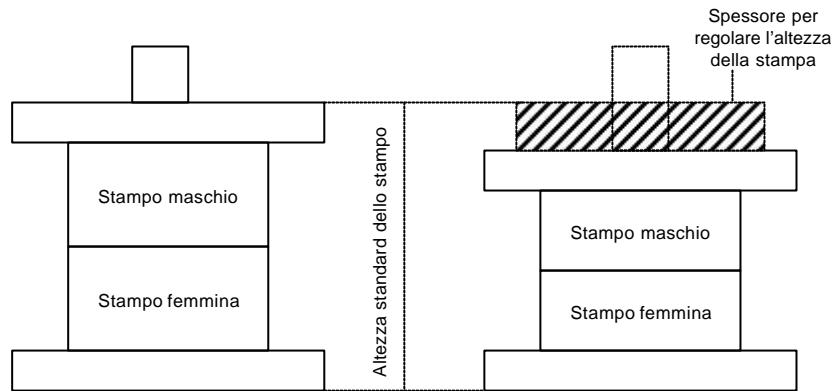 Spessore per
regolare l'altezza
della stampa
Stampo maschio
Stampo femmina
Altezza standard dello stampo
Stampo maschio
Stampo femmina